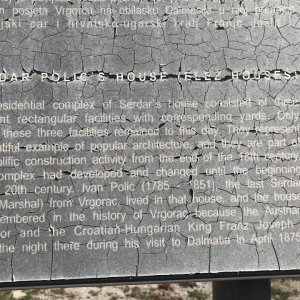 posjeta Vrgorcu na obilasku Dalmacije
car i hrvatsko-ugarski kralj Franjo Josip I
DAR POLIĆ'S HOUSE (ELEZ HOUSES
esidential complex of Serdar's house consisted of three
nt rectangular facilities with corresponding yards. Only
these three facilities remained to this day. They represent
tiful example of popular architecture, and they are part of
olific construction activity from the end of the 18th century.
omplex had developed and changed until the beginning
20th century. Ivan Polić (1785 - 1851), the last Serdar
Marshal) from Vrgorac, lived in that house, and the house
embered in the history of Vrgorac because the Austrian
or and the Croatian-Hungarian King Franz Joseph I
the night there during his visit to Dalmatia in April 1875